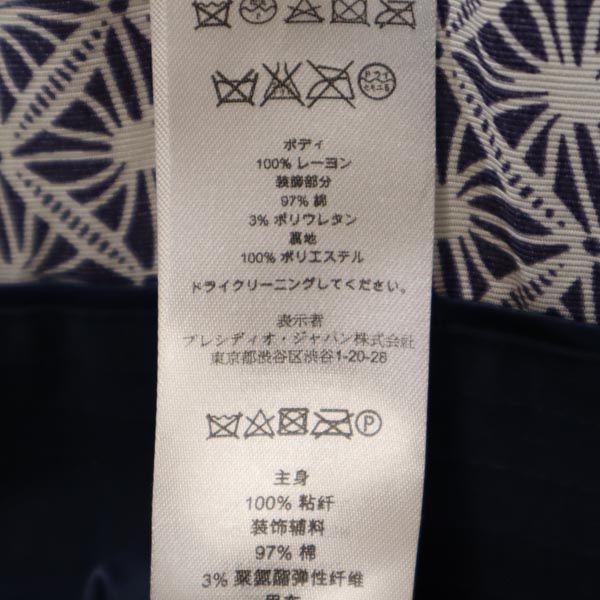 ボディ
100% レーヨン
装飾部分
97% 綿
3% ポリウレタン
裏地
100% ポリエステル
ドライクリーニングしてください。
表示者
プレシディオ・ジャパン株式会社
東京都渋谷区渋谷1-20-28
P
主身
100% 粘纤
装饰辅料
97% 棉
3% 聚氨酯弹性纤维